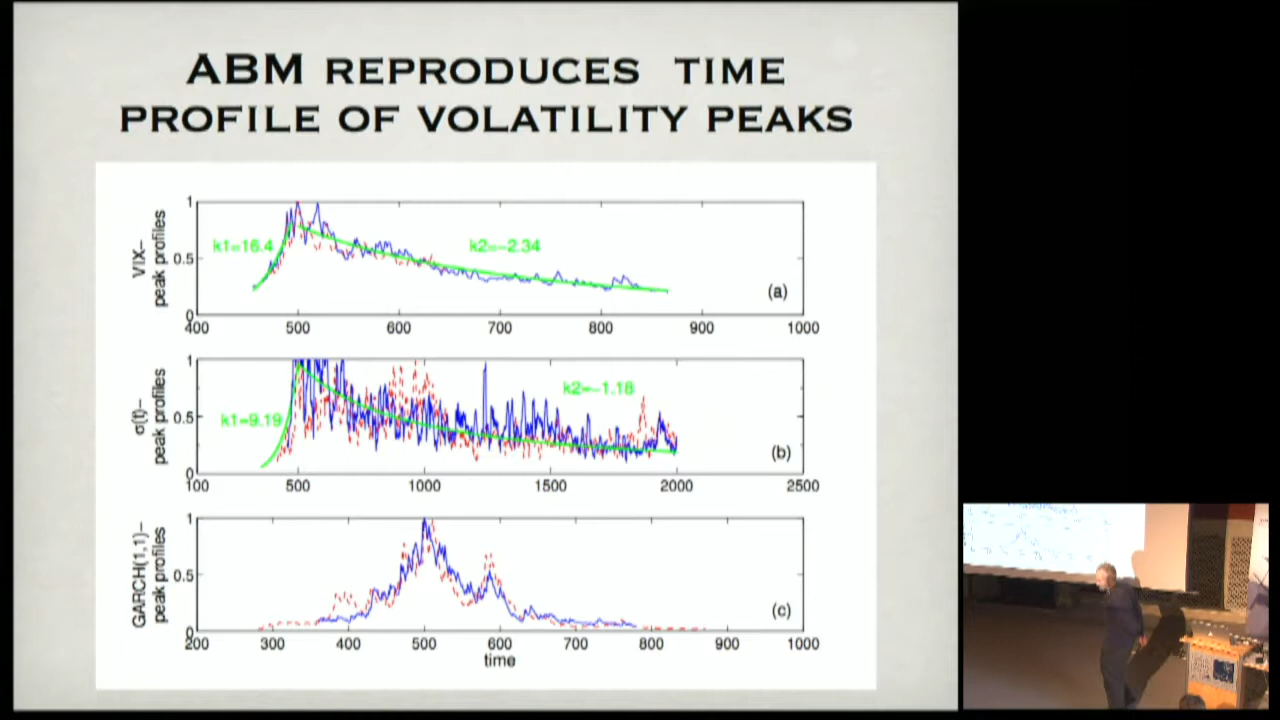 ABM REPRODUCES TIME
PROFILE OF VOLATILITY PEAKS
VIX–
peak profiles
1
0.5
0
k1=16.4
k2=−2.34
(a)
400 500 600 700 800 900 1000
σ(t)–
peak profiles
1
0.5
0
k1=9.19
k2=−1.18
(b)
100 500 1000 1500 2000 2500
GARCH(1,1)–
peak profiles
1
0.5
0
(c)
200 300 400 500 600 700 800 900 1000
time